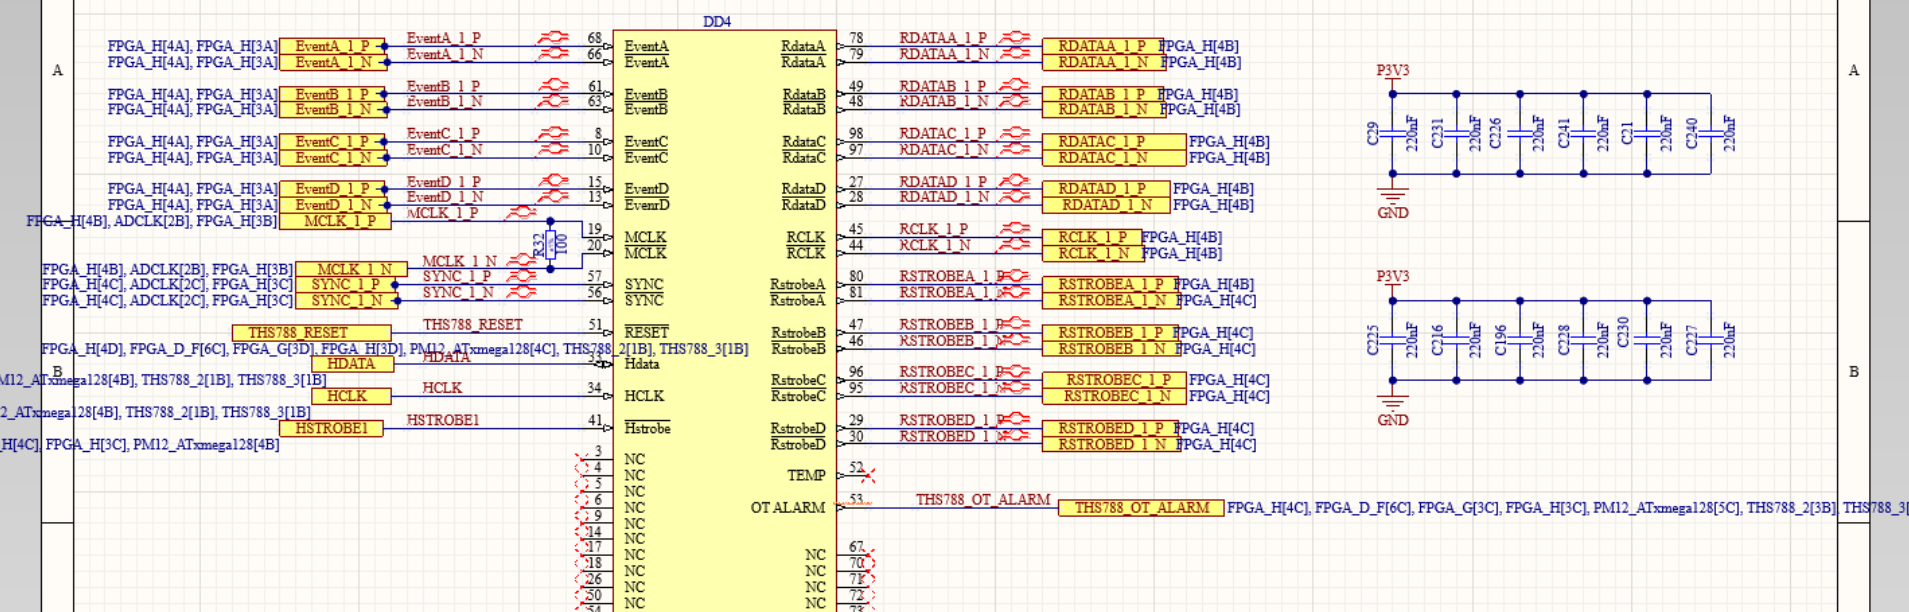 DD4
FPGA_H[4A], FPGA_H[3A] EventA_1_P EventA_1_P 68 EventA RdataA 78 RDATAA_1_P RDATAA_1_P FPGA_H[4B]
FPGA_H[4A], FPGA_H[3A] EventA_1_N EventA_1_N 66 EventA RdataA 79 RDATAA_1_N RDATAA_1_N FPGA_H[4B]
A A
P3V3
FPGA_H[4A], FPGA_H[3A] EventB_1_P EventB_1_P 61 EventB RdataB 49 RDATAB_1_P RDATAB_1_P FPGA_H[4B]
FPGA_H[4A], FPGA_H[3A] EventB_1_N EventB_1_N 63 EventB RdataB 48 RDATAB_1_N RDATAB_1_N FPGA_H[4B]
C29 220nF C231 220nF C226 220nF C241 220nF C21 220nF C240 220nF
FPGA_H[4A], FPGA_H[3A] EventC_1_P EventC_1_P 8 EventC RdataC 98 RDATAC_1_P RDATAC_1_P FPGA_H[4B]
FPGA_H[4A], FPGA_H[3A] EventC_1_N EventC_1_N 10 EventC RdataC 97 RDATAC_1_N RDATAC_1_N FPGA_H[4B]
FPGA_H[4A], FPGA_H[3A] EventD_1_P EventD_1_P 15 EventD RdataD 27 RDATAD_1_P RDATAD_1_P FPGA_H[4B]
FPGA_H[4A], FPGA_H[3A] EventD_1_N EventD_1_N 13 EvenrD RdataD 28 RDATAD_1_N RDATAD_1_N FPGA_H[4B]
GND
FPGA_H[4B], ADCLK[2B], FPGA_H[3B] MCLK_1_P MCLK_1_P
19 MCLK RCLK 45 RCLK_1_P RCLK_1_P FPGA_H[4B]
R32 100
20 MCLK RCLK 44 RCLK_1_N RCLK_1_N FPGA_H[4B]
FPGA_H[4B], ADCLK[2B], FPGA_H[3B] MCLK_1_N MCLK_1_N
P3V3
FPGA_H[4C], ADCLK[2C], FPGA_H[3C] SYNC_1_P SYNC_1_P 57 SYNC RstrobeA 80 RSTROBEA_1_P RSTROBEA_1_P FPGA_H[4B]
FPGA_H[4C], ADCLK[2C], FPGA_H[3C] SYNC_1_N SYNC_1_N 56 SYNC RstrobeA 81 RSTROBEA_1 RSTROBEA_1_N FPGA_H[4C]
THS788_RESET THS788_RESET 51 RESET RstrobeB 47 RSTROBEB_1_P RSTROBEB_1_P FPGA_H[4C]
C225 220nF C216 220nF C196 220nF C228 220nF C230 220nF C227 220nF
FPGA_H[4D], FPGA_D_F[6C], FPGA_G[3D], FPGA_H[3D], PM12_ATxmega128[4C], THS788_2[1B], THS788_3[1B] RstrobeB 46 RSTROBEB_1 RSTROBEB_1_N FPGA_H[4C]
HDATA HDATA 33 Hdata
B B
M12_ATxmega128[4B], THS788_2[1B], THS788_3[1B] RstrobeC 96 RSTROBEC_1_P RSTROBEC_1_P FPGA_H[4C]
HCLK HCLK 34 HCLK RstrobeC 95 RSTROBEC_1 RSTROBEC_1_N FPGA_H[4C]
2_ATxmega128[4B], THS788_2[1B], THS788_3[1B]
GND
HSTROBE1 HSTROBE1 41 Hstrobe RstrobeD 29 RSTROBED_1_P RSTROBED_1_P FPGA_H[4C]
H[4C], FPGA_H[3C], PM12_ATxmega128[4B] RstrobeD 30 RSTROBED_1 RSTROBED_1_N FPGA_H[4C]
3 NC
4 NC TEMP 52
5 NC
6 NC OT ALARM 53 THS788_OT_ALARM THS788_OT_ALARM FPGA_H[4C], FPGA_D_F[6C], FPGA_G[3C], FPGA_H[3C], PM12_ATxmega128[5C], THS788_2[3B], THS788_3[
9 NC
14 NC
17 NC NC 67
18 NC NC 70
26 NC NC 71
50 NC NC 72
54 73